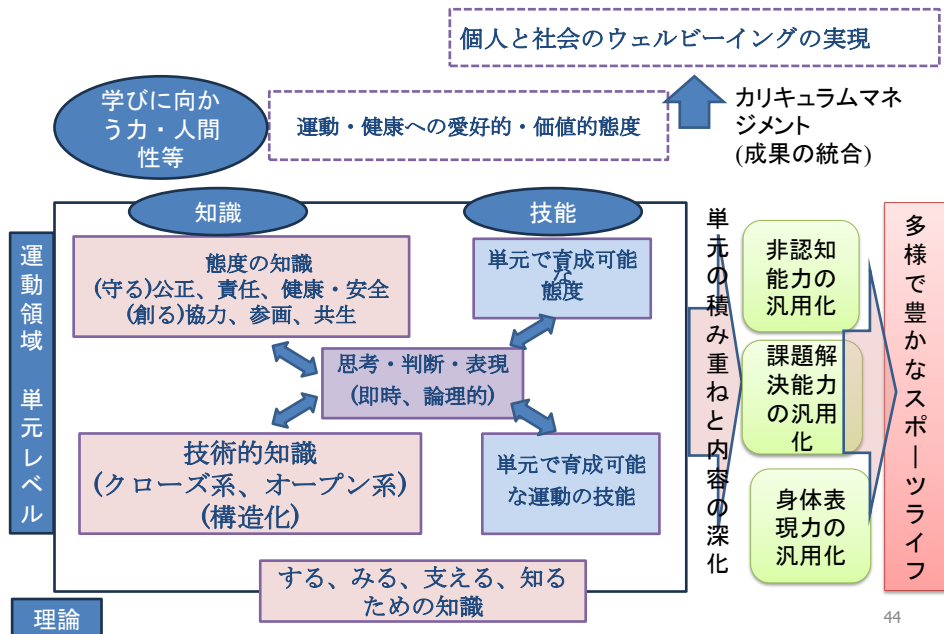 個人と社会のウェルビーイングの実現
学びに向か
う力・人間
性等
運動・健康への愛好的・価値的態度
カリキュラムマネ
ジメント
(成果の統合)
知識
技能
運動領域 単元レベル
態度の知識
(守る)公正、責任、健康・安全
(創る)協力、参画、共生
単元で育成可能
な
態度
思考・判断・表現
(即時、論理的)
技術的知識
(クローズ系、オープン系)
(構造化)
単元で育成可能
な運動の技能
する、みる、支える、知る
ための知識
理論
単元の積み重ねと内容の深化
非認知
能力の
汎用化
課題解
決能力
の汎用
化
身体表
現力の
汎用化
多様で豊かなスポーツライフ
44